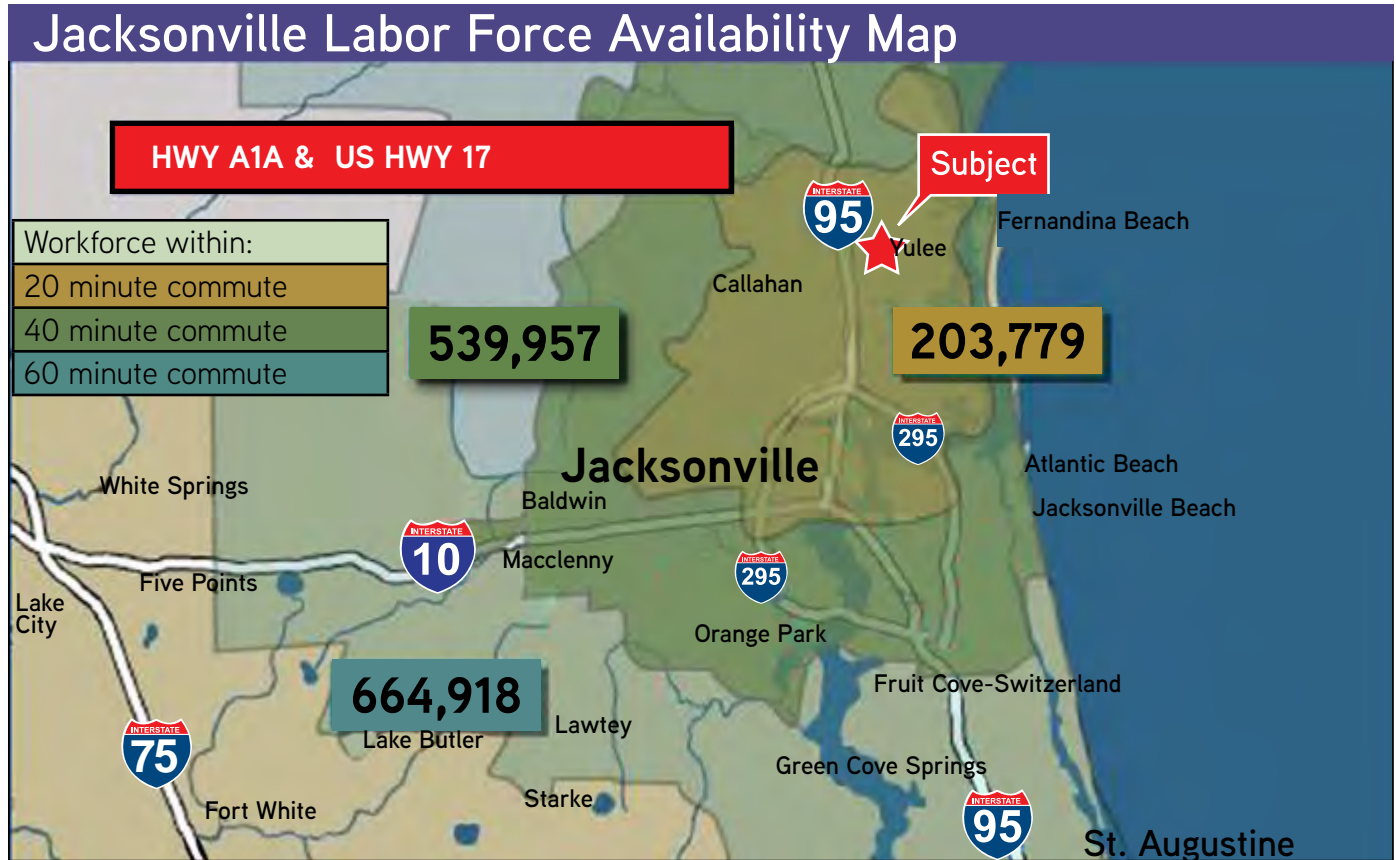 Jacksonville Labor Force Availability Map
HWY A1A & US HWY 17
Subject
INTERSTATE
95
Fernandina Beach
Yulee
Workforce within:
20 minute commute
40 minute commute
60 minute commute
Callahan
539,957
203,779
INTERSTATE
295
Jacksonville
Atlantic Beach
White Springs
Baldwin
Jacksonville Beach
INTERSTATE
10
Macclenny
INTERSTATE
295
Five Points
Lake
City
Orange Park
Fruit Cove-Switzerland
664,918
Lawtey
Lake Butler
INTERSTATE
75
Green Cove Springs
Starke
Fort White
INTERSTATE
95
St. Augustine